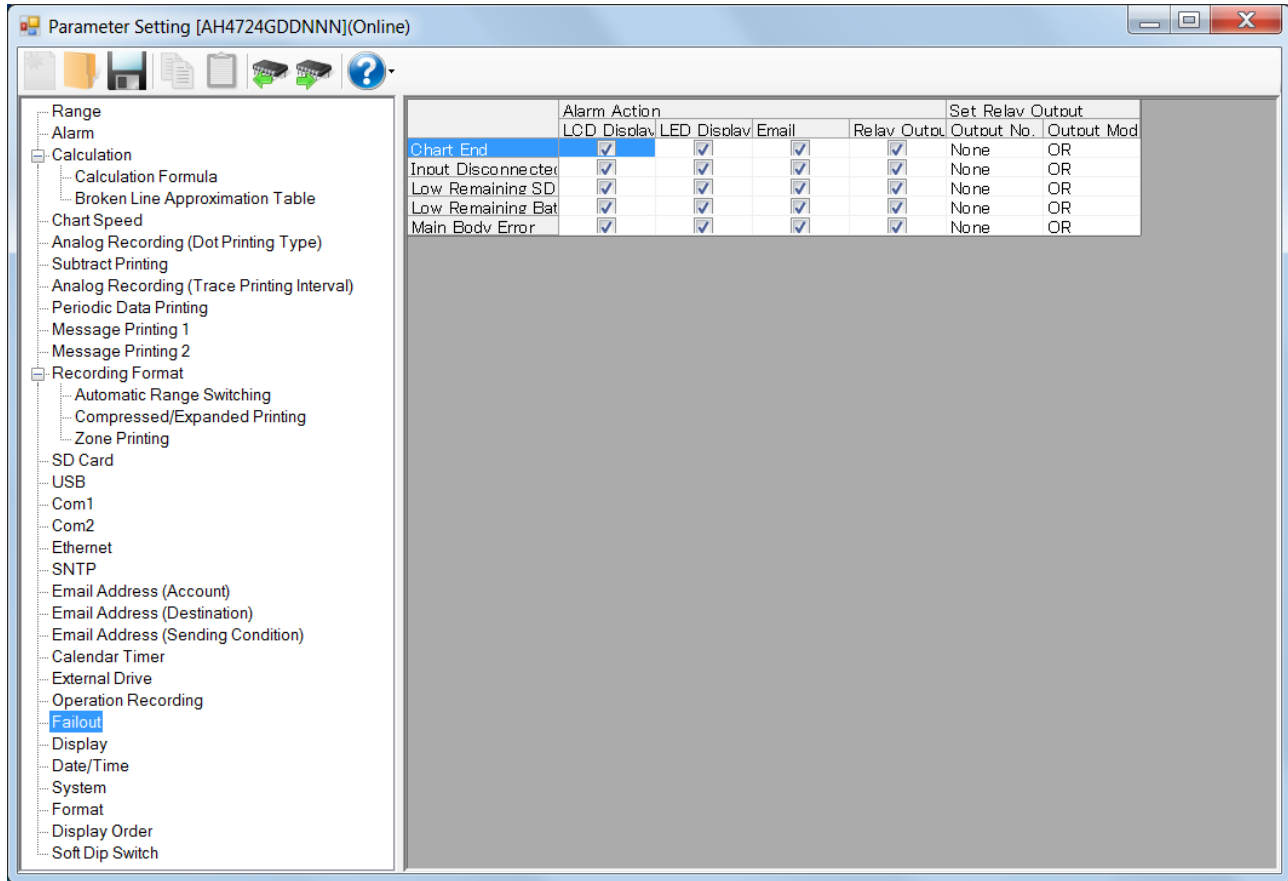 Parameter Setting [AH4724GDDNNN](Online)
Range
Alarm
Calculation
Calculation Formula
Broken Line Approximation Table
Chart Speed
Analog Recording (Dot Printing Type)
Subtract Printing
Analog Recording (Trace Printing Interval)
Periodic Data Printing
Message Printing 1
Message Printing 2
Recording Format
Automatic Range Switching
Compressed/Expanded Printing
Zone Printing
SD Card
USB
Com1
Com2
Ethernet
SNTP
Email Address (Account)
Email Address (Destination)
Email Address (Sending Condition)
Calendar Timer
External Drive
Operation Recording
Failout
Display
Date/Time
System
Format
Display Order
Soft Dip Switch
Alarm Action Set Relay Output
LCD Display LED Display Email Relay Outpu Output No. Output Mod
Chart End None OR
Input Disconnected None OR
Low Remaining SD None OR
Low Remaining Bat None OR
Main Body Error None OR